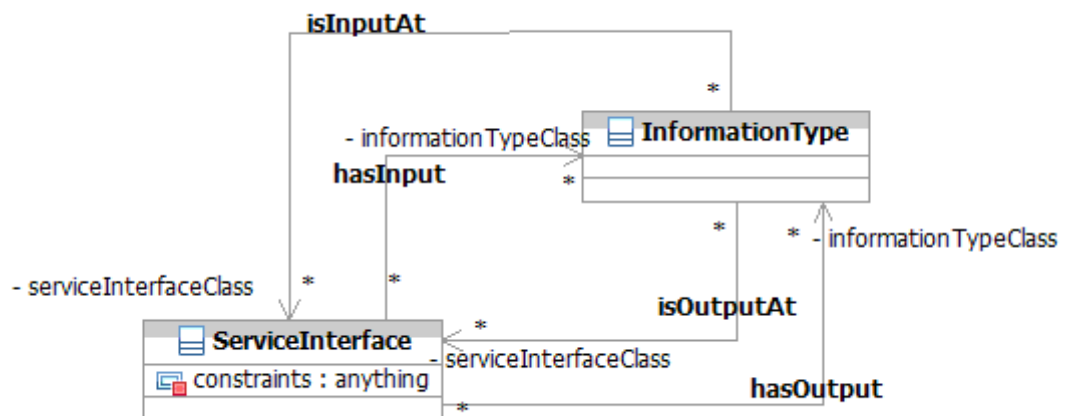 isInputAt
*
InformationType
- informationTypeClass
hasInput
*
*
* - informationTypeClass
- serviceInterfaceClass
*
*
isOutputAt
*
ServiceInterface
- serviceInterfaceClass
constraints : anything
hasOutput
*